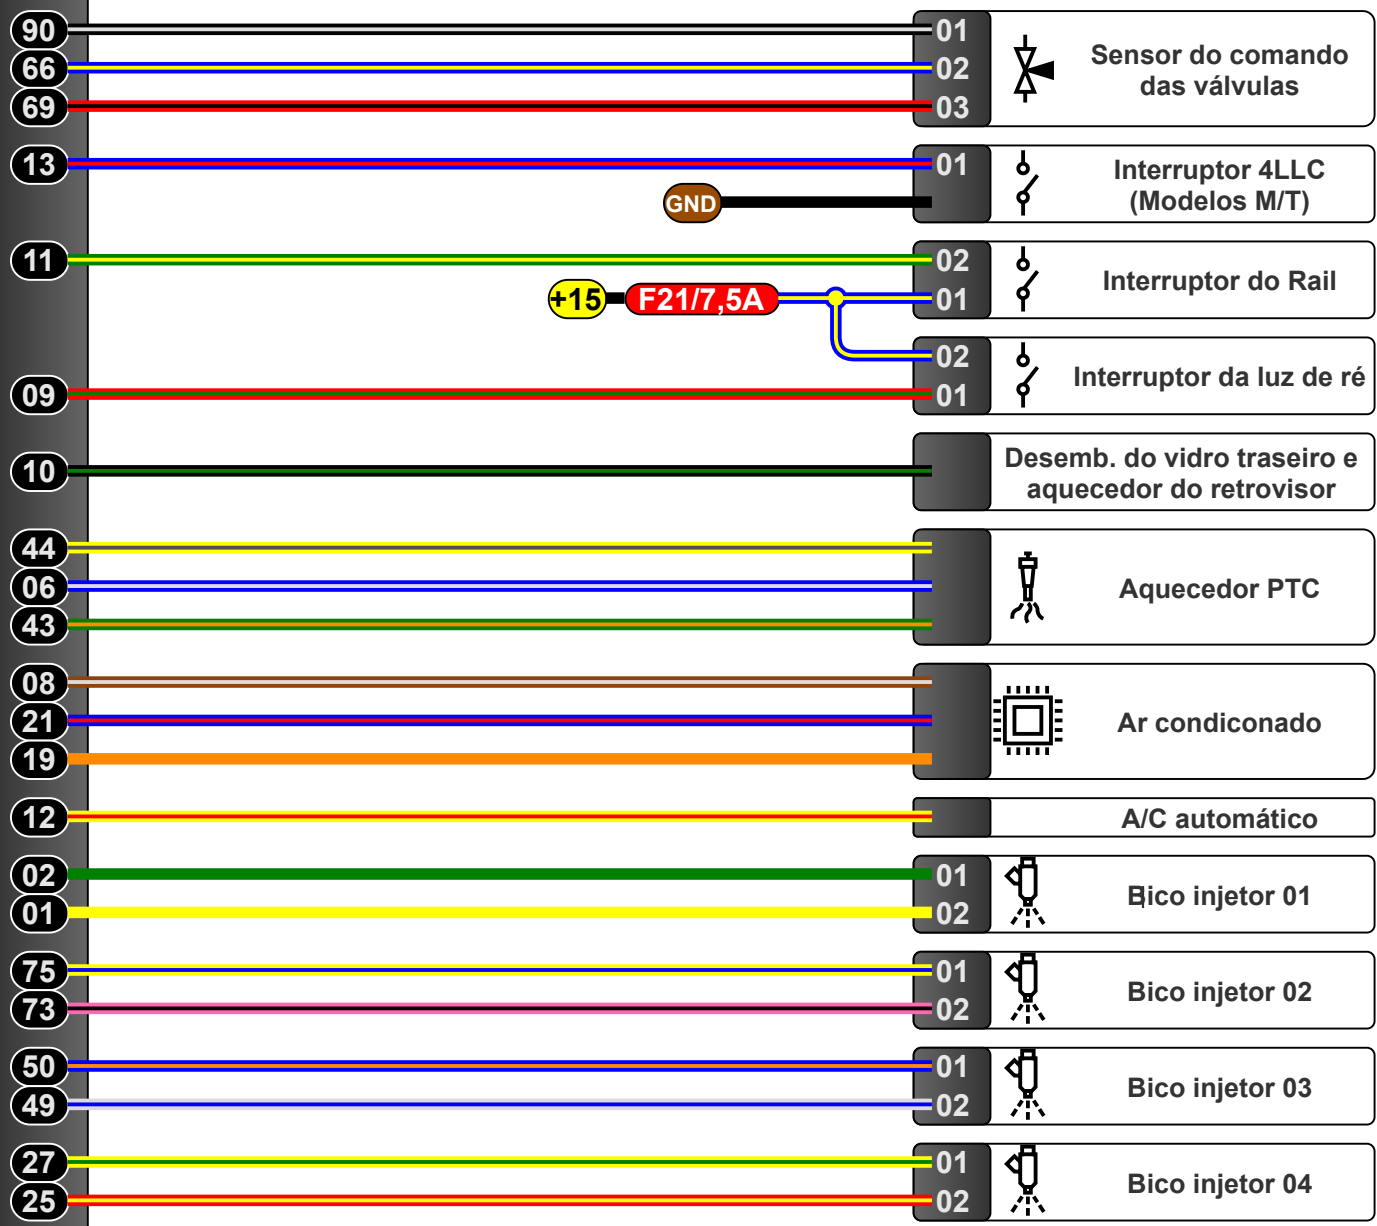 90 01
66 02
69 03
Sensor do comando
das válvulas
13 01
GND
Interruptor 4LLC
(Modelos M/T)
11 02
+15 F21/7,5A 01
Interruptor do Rail
02
09 01
Interruptor da luz de ré
10
Desemb. do vidro traseiro e
aquecedor do retrovisor
44
06
43
Aquecedor PTC
08
21
19
Ar condiconado
12
A/C automático
02 01
01 02
Bico injetor 01
75 01
73 02
Bico injetor 02
50 01
49 02
Bico injetor 03
27 01
25 02
Bico injetor 04